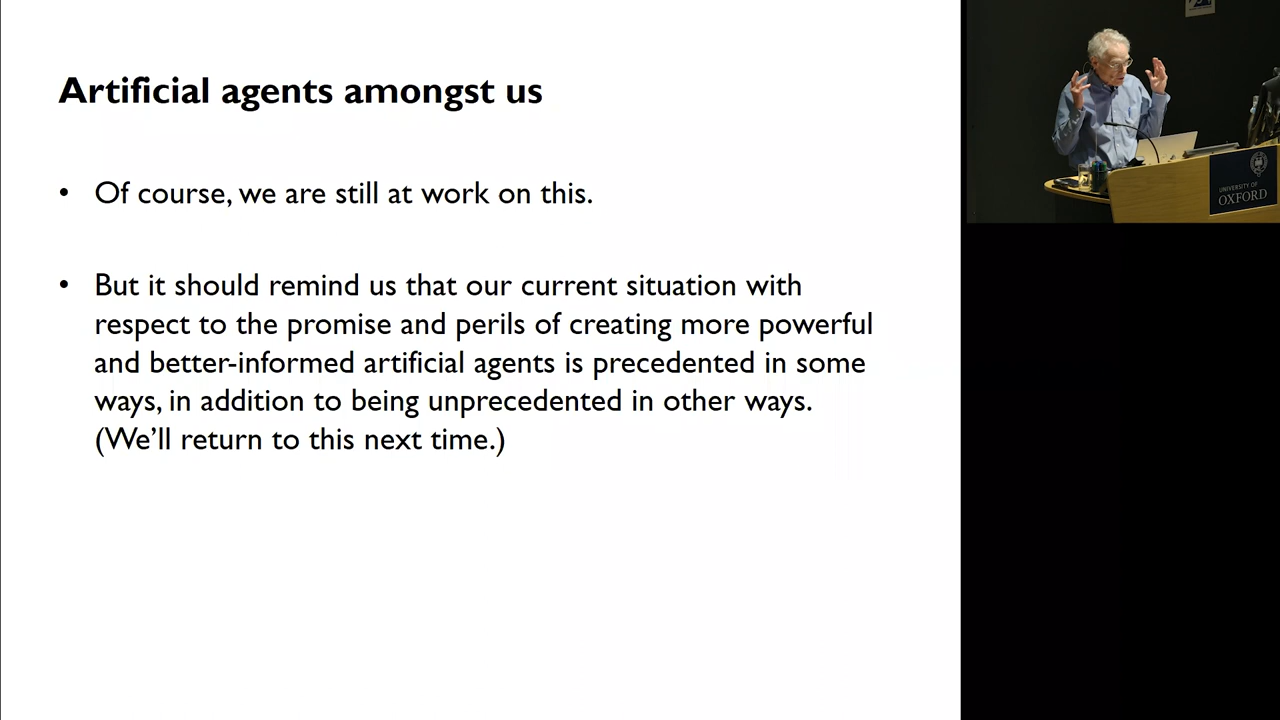 Artificial agents amongst us
• Of course, we are still at work on this.
• But it should remind us that our current situation with
respect to the promise and perils of creating more powerful
and better-informed artificial agents is precedented in some
ways, in addition to being unprecedented in other ways.
(We'll return to this next time.)
UNIVERSITY OF
OXFORD